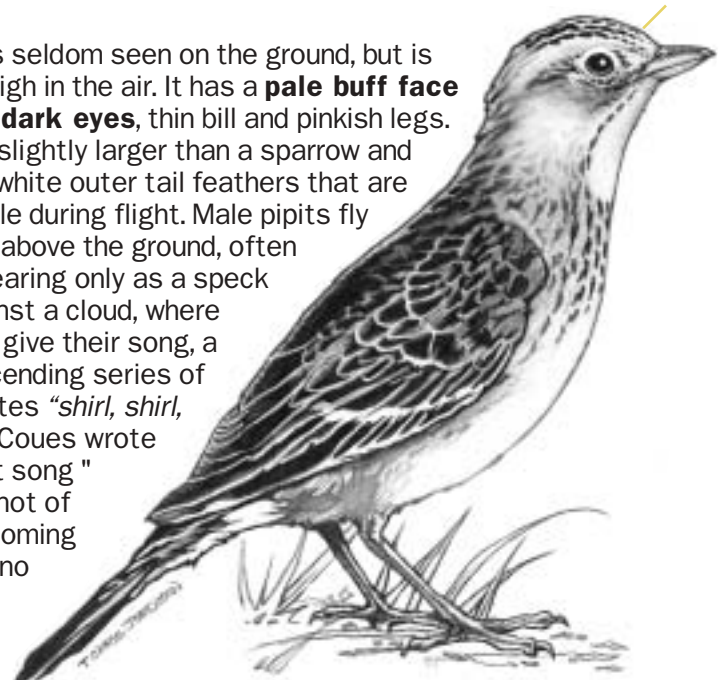 s seldom seen on the ground, but is
igh in the air. It has a pale buff face
dark eyes, thin bill and pinkish legs.
slightly larger than a sparrow and
white outer tail feathers that are
le during flight. Male pipits fly
above the ground, often
earing only as a speck
nst a cloud, where
give their song, a
cending series of
tes “shirl, shirl,
Coues wrote
t song "
not of
oming
no